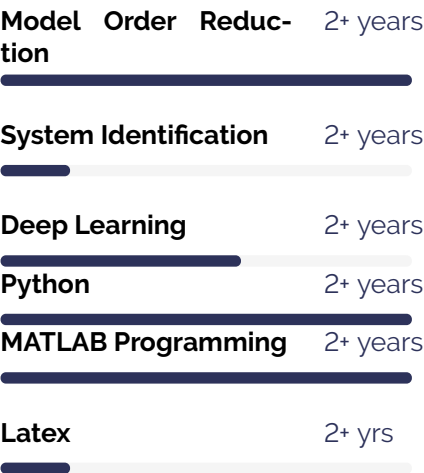 Model Order Reduc- 2+ years
tion
System Identification 2+ years
Deep Learning 2+ years
Python 2+ years
MATLAB Programming 2+ years
Latex 2+ yrs